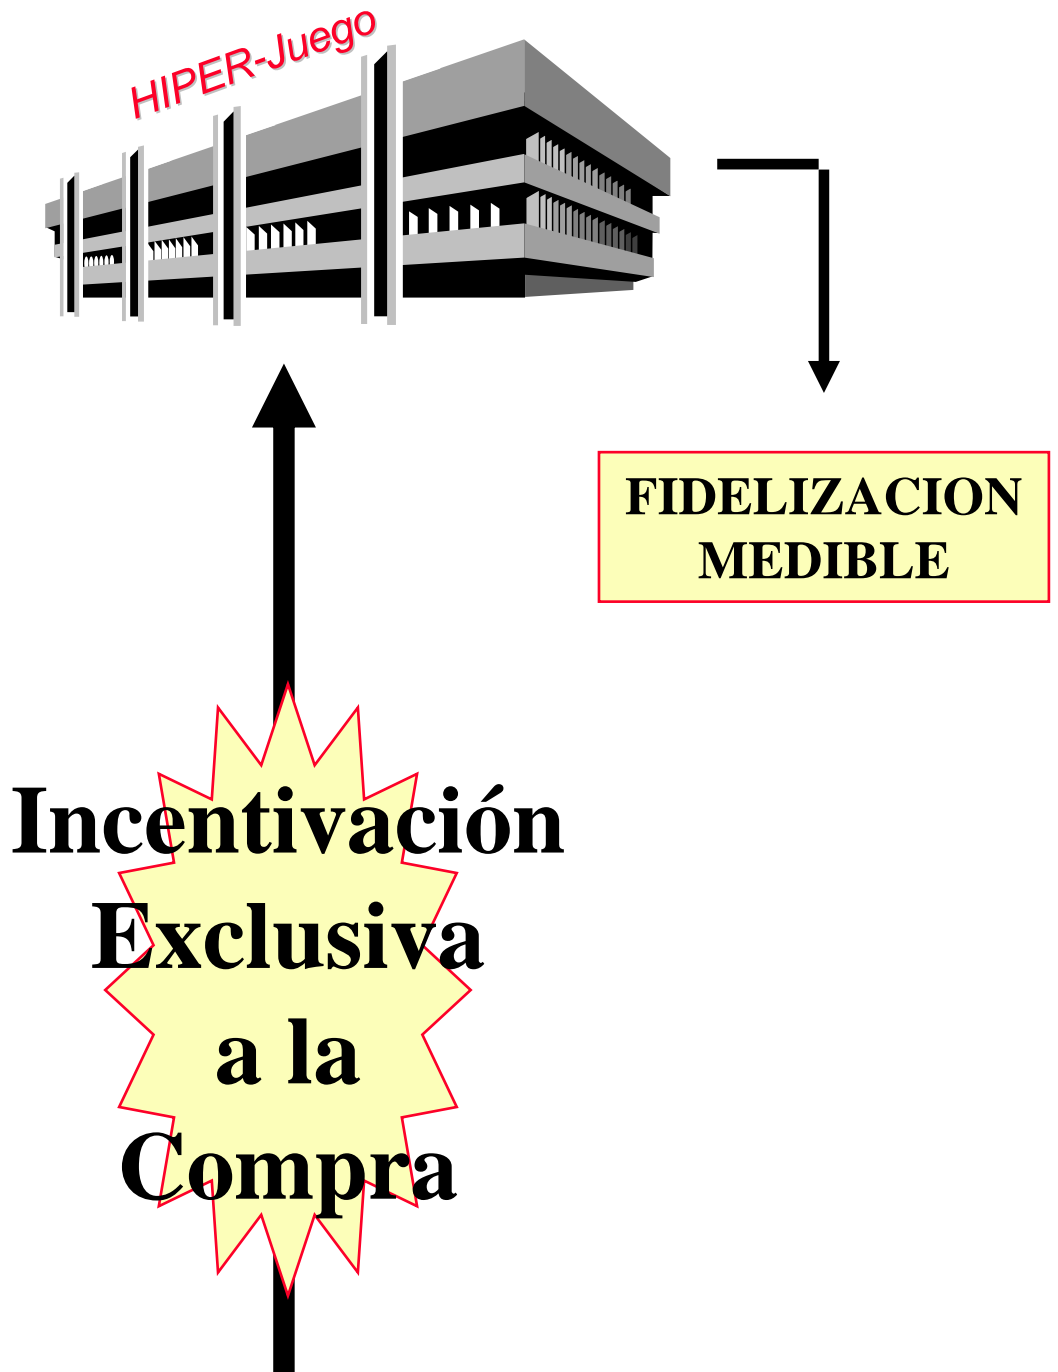 HIPER-Juego
FIDELIZACION
MEDIBLE
Incentivación
Exclusiva
a la
Compra